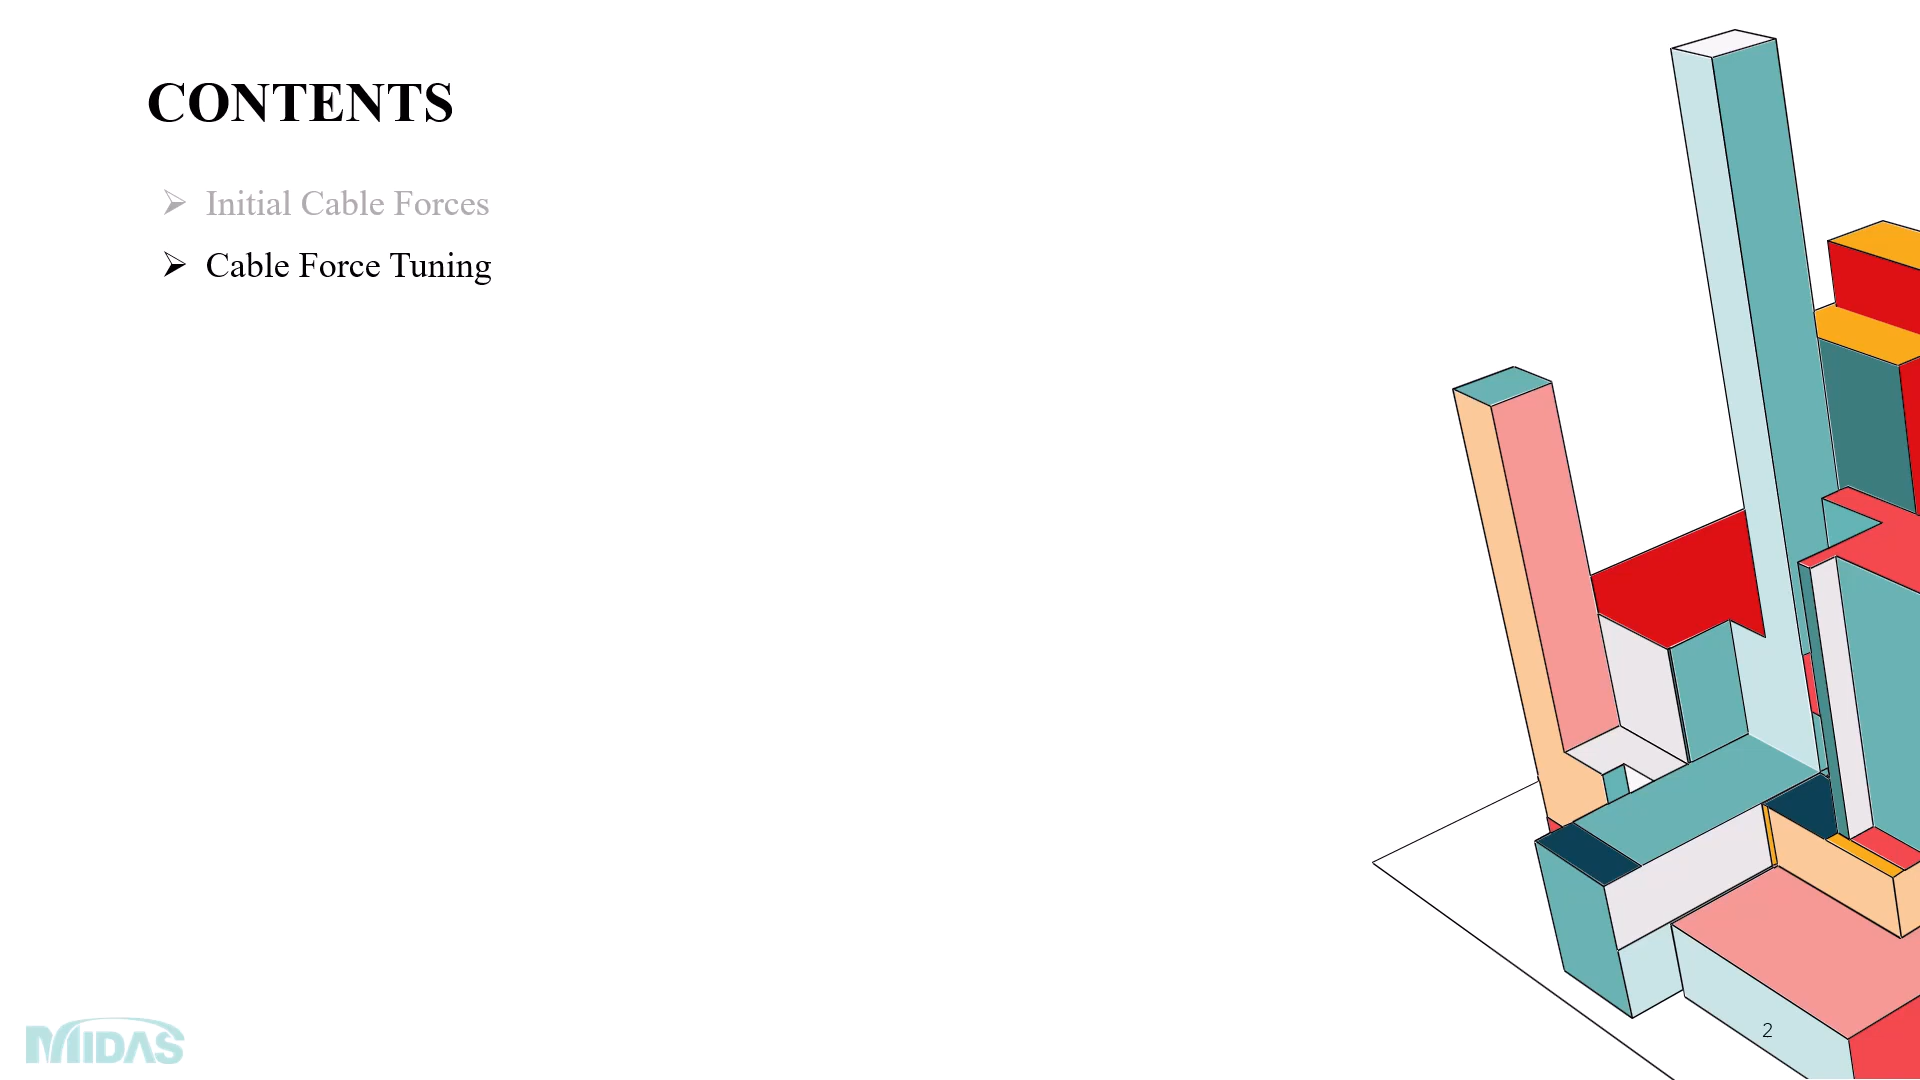 CONTENTS
➢ Initial Cable Forces
➢ Cable Force Tuning
MIDAS
2